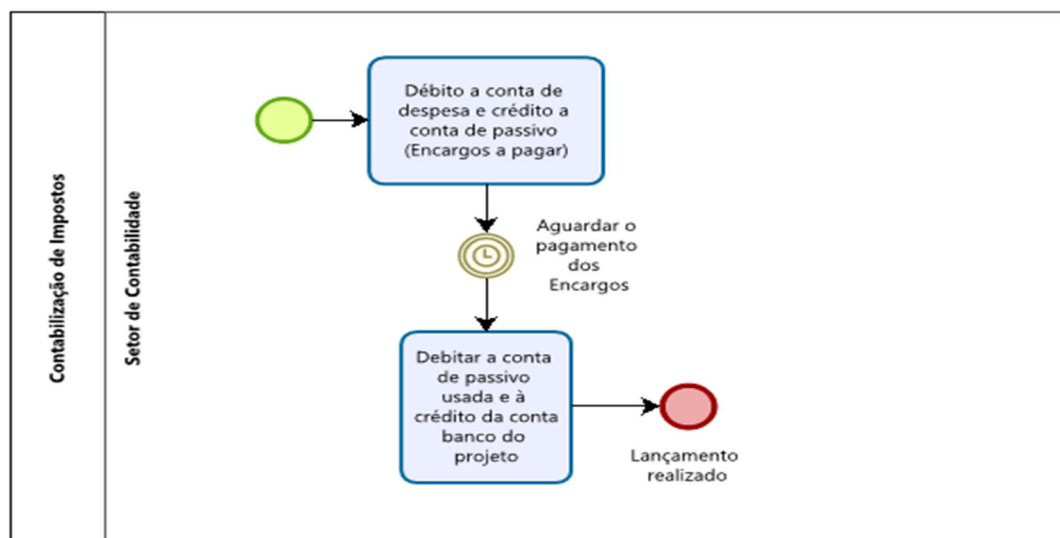 Contabilização de Impostos
Setor de Contabilidade
Débito a conta de
despesa e crédito a
conta de passivo
(Encargos a pagar)
Aguardar o
pagamento
dos
Encargos
Debitar a conta
de passivo
usada e à
crédito da conta
banco do
projeto
Lançamento
realizado